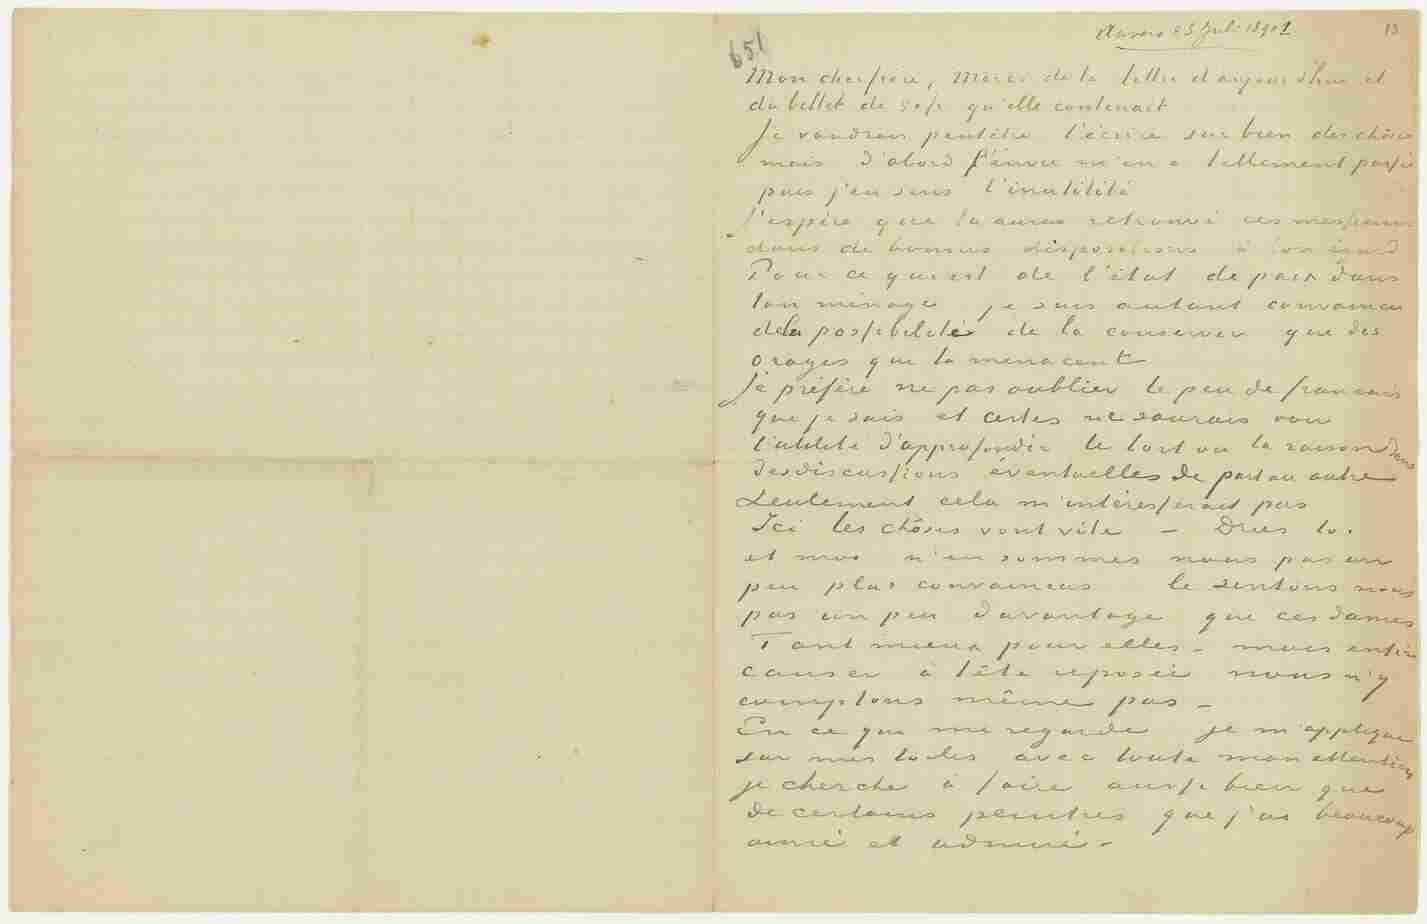 Auvers 23 Juli 1890
13
651
Mon cher frère, Merci de ta lettre d'aujourd'hui et
du billet de 50 fr qu'elle contenait
Je voudrais peutêtre t'écrire sur bien des chôses
mais d'abord l'envie m'en a tellement passé
puis j'en sens l'inutilité
J'espère que tu auras retrouvé ces messieurs
dans de bonnes dispositions à ton égard
Pour ce qui est de l'état de paix dans
ton ménage je suis autant convaincu
de la possibilité de la conserver que des
orages qui la menacent
Je préfère ne pas oublier le peu de francais
que je sais et certes ne saurais voir
l'utilité d'approfondir le tort ou la raison dans
des discussions éventuelles de part ou autre
Seulement cela m'intéresserait pas
Ici les chôses vont vite – Dries, toi
et moi n'en sommes nous pas un
peu plus convaincus le sentons nous
pas un peu davantage que ces dames
Tant mieux pour elles – mais enfin
causer à tête reposée nous n'y
comptons même pas –
En ce qui me regarde je m'applique
sur mes toiles avec toute mon attention
je cherche à faire aussi bien que
de certains peintres que j'ai beaucoup
aimé et admiré –